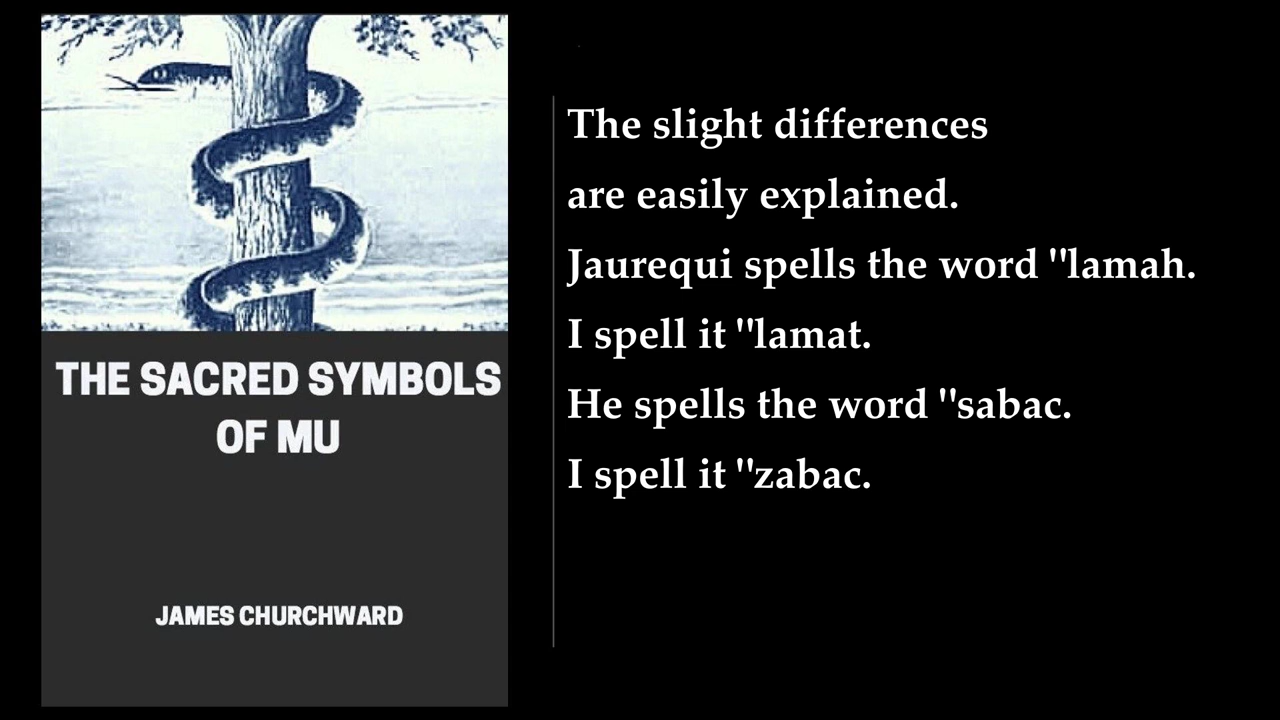 THE SACRED SYMBOLS
OF MU
JAMES CHURCHWARD
The slight differences
are easily explained.
Jaurequi spells the word "lamah.
I spell it "lamat.
He spells the word "sabac.
I spell it "zabac.